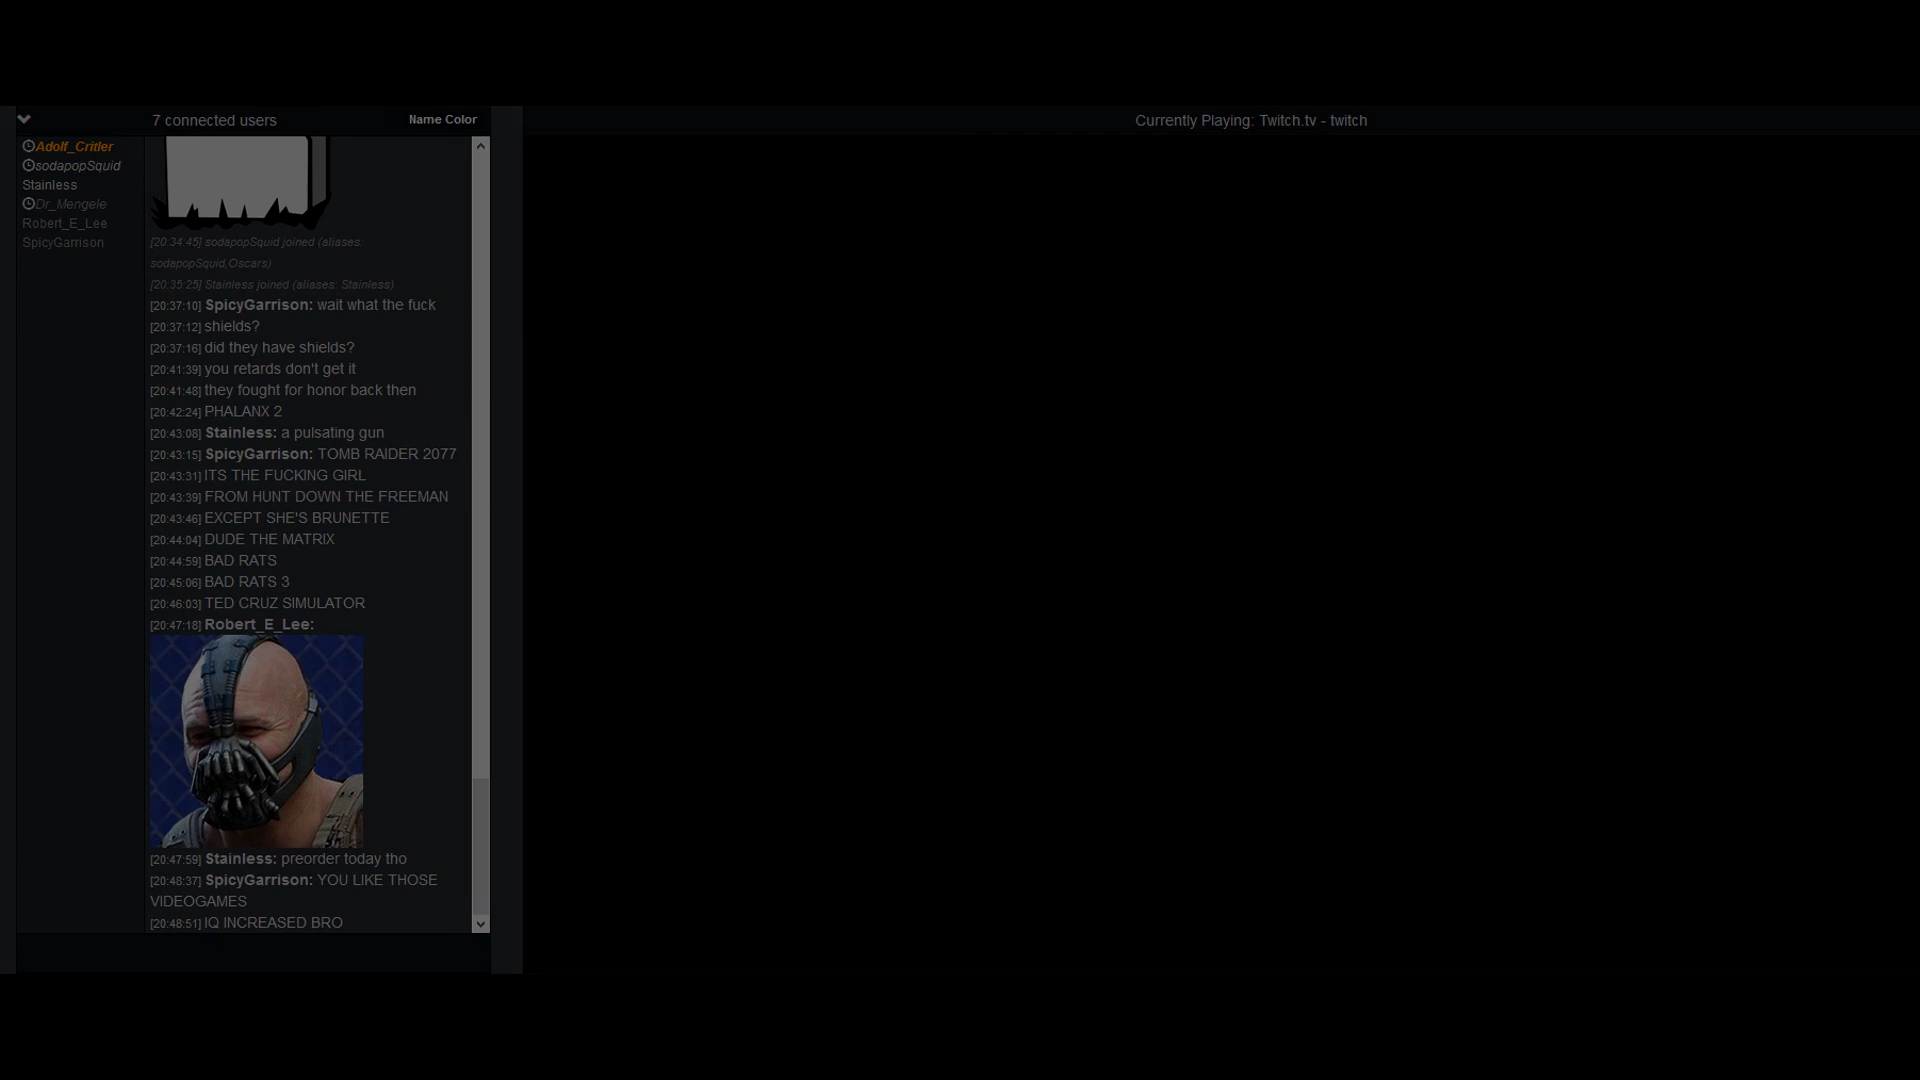 7 connected users
Name Color
Currently Playing: Twitch.tv - twitch
Adolf_Critler
sodapopSquid
Stainless
Dr_Mengele
Robert_E_Lee
SpicyGarrison
[20:34:45] sodapopSquid joined (aliases:
sodapopSquid,Oscars)
[20:35:25] Stainless joined (aliases: Stainless)
[20:37:10] SpicyGarrison: wait what the fuck
[20:37:12] shields?
[20:37:16] did they have shields?
[20:41:39] you retards don't get it
[20:41:48] they fought for honor back then
[20:42:24] PHALANX 2
[20:43:08] Stainless: a pulsating gun
[20:43:15] SpicyGarrison: TOMB RAIDER 2077
[20:43:31] ITS THE FUCKING GIRL
[20:43:39] FROM HUNT DOWN THE FREEMAN
[20:43:46] EXCEPT SHE'S BRUNETTE
[20:44:04] DUDE THE MATRIX
[20:44:59] BAD RATS
[20:45:06] BAD RATS 3
[20:46:03] TED CRUZ SIMULATOR
[20:47:18] Robert_E_Lee:
[20:47:59] Stainless: preorder today tho
[20:48:37] SpicyGarrison: YOU LIKE THOSE
VIDEOGAMES
[20:48:51] IQ INCREASED BRO